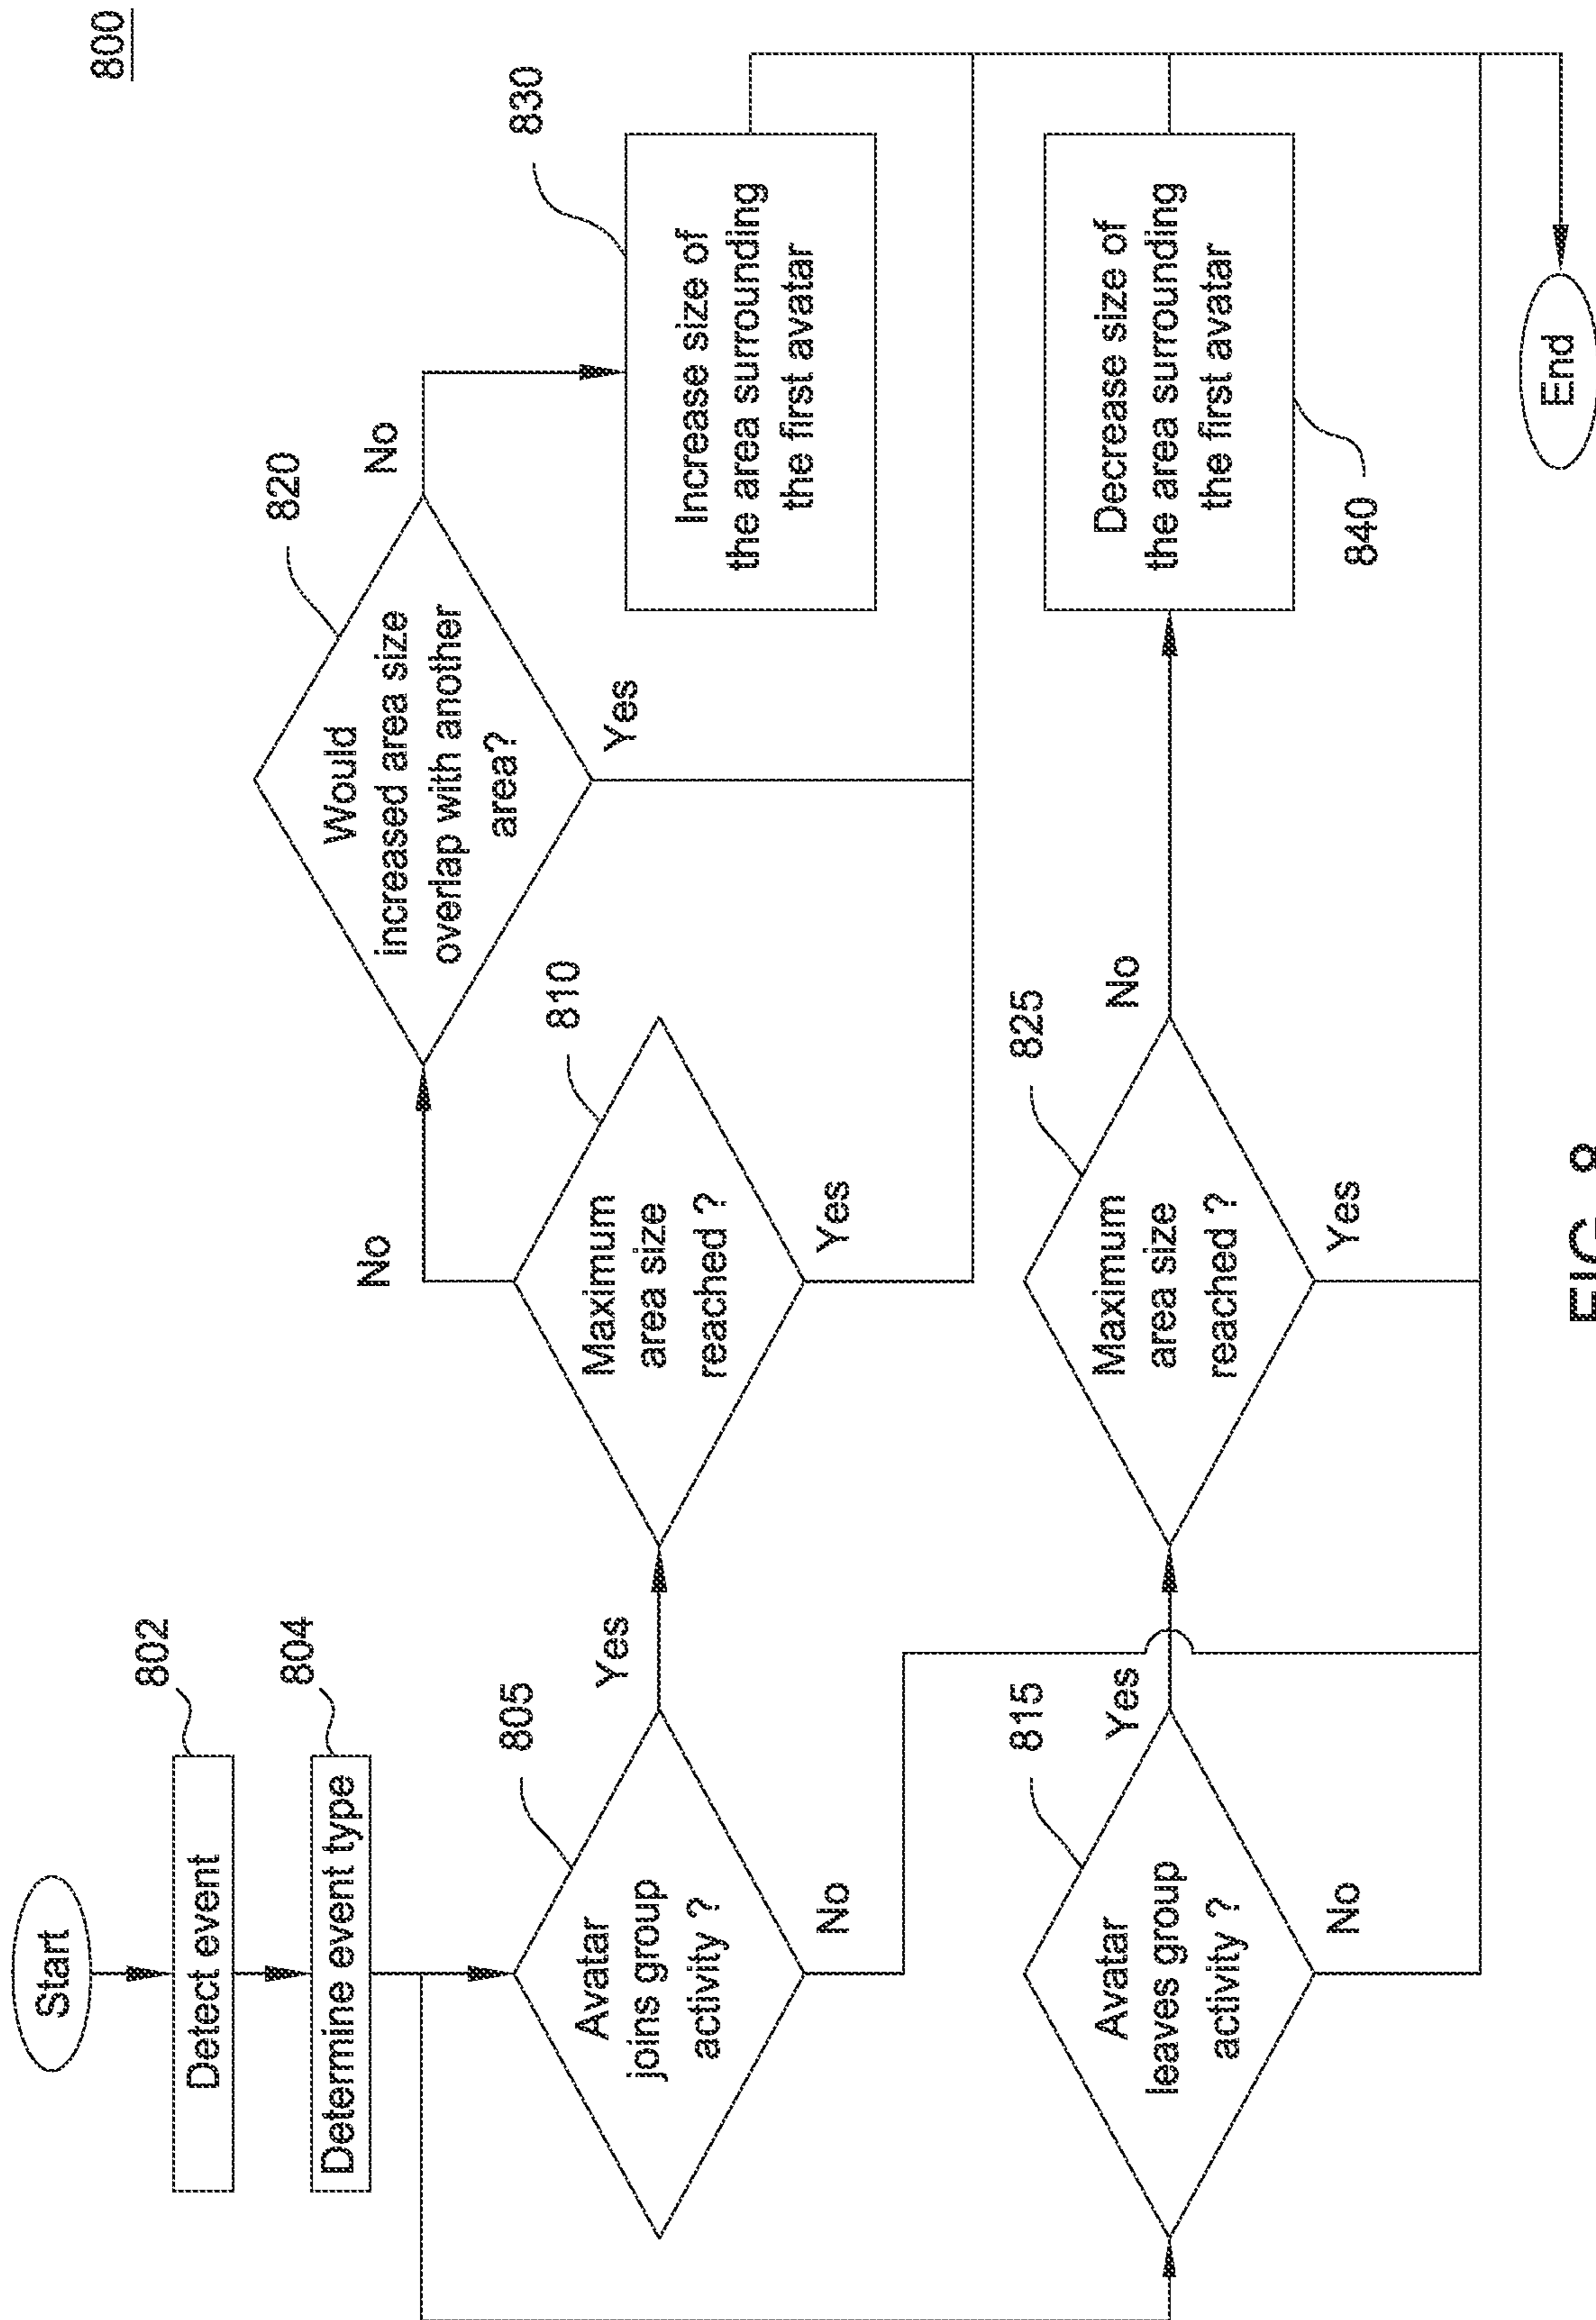 800
Start
802
Detect event
804
Determine event type
805
Avatar
joins group
activity ?
Yes
No
810
Maximum
area size
reached ?
No
Yes
820
Would
increased area size
overlap with another
area?
No
Yes
830
Increase size of
the area surrounding
the first avatar
815
Avatar
leaves group
activity ?
Yes
No
825
Maximum
area size
reached ?
No
Yes
Decrease size of
the area surrounding
the first avatar
840
End
FIG. 8